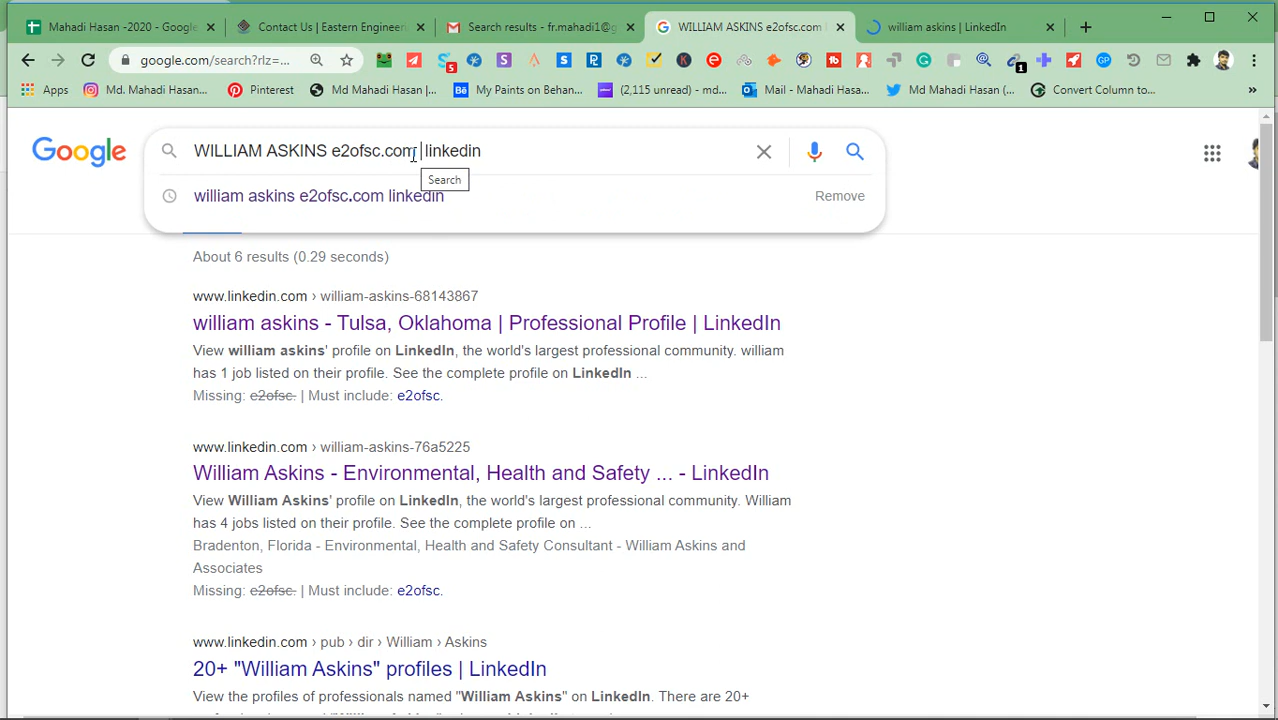 Mahadi Hasan -2020 - Google
Contact Us | Eastern Engineer
Search results - fr.mahadi1@g
WILLIAM ASKINS e2ofsc.com
william askins | LinkedIn
google.com/search?rlz=...
5
1
GP
Apps
Md. Mahadi Hasan...
Pinterest
Md Mahadi Hasan |...
My Paints on Behan...
(2,115 unread) - md...
Mail - Mahadi Hasa...
Md Mahadi Hasan (...
Convert Column to...
»
Google
WILLIAM ASKINS e2ofsc.com linkedin
Search
william askins e2ofsc.com linkedin
Remove
About 6 results (0.29 seconds)
www.linkedin.com › william-askins-68143867
william askins - Tulsa, Oklahoma | Professional Profile | LinkedIn
View william askins' profile on LinkedIn, the world's largest professional community. william
has 1 job listed on their profile. See the complete profile on LinkedIn ...
Missing: e2ofsc. | Must include: e2ofsc.
www.linkedin.com › william-askins-76a5225
William Askins - Environmental, Health and Safety ... - LinkedIn
View William Askins' profile on LinkedIn, the world's largest professional community. William
has 4 jobs listed on their profile. See the complete profile on ...
Bradenton, Florida - Environmental, Health and Safety Consultant - William Askins and
Associates
Missing: e2ofsc. | Must include: e2ofsc.
www.linkedin.com › pub › dir › William › Askins
20+ "William Askins" profiles | LinkedIn
View the profiles of professionals named "William Askins" on LinkedIn. There are 20+